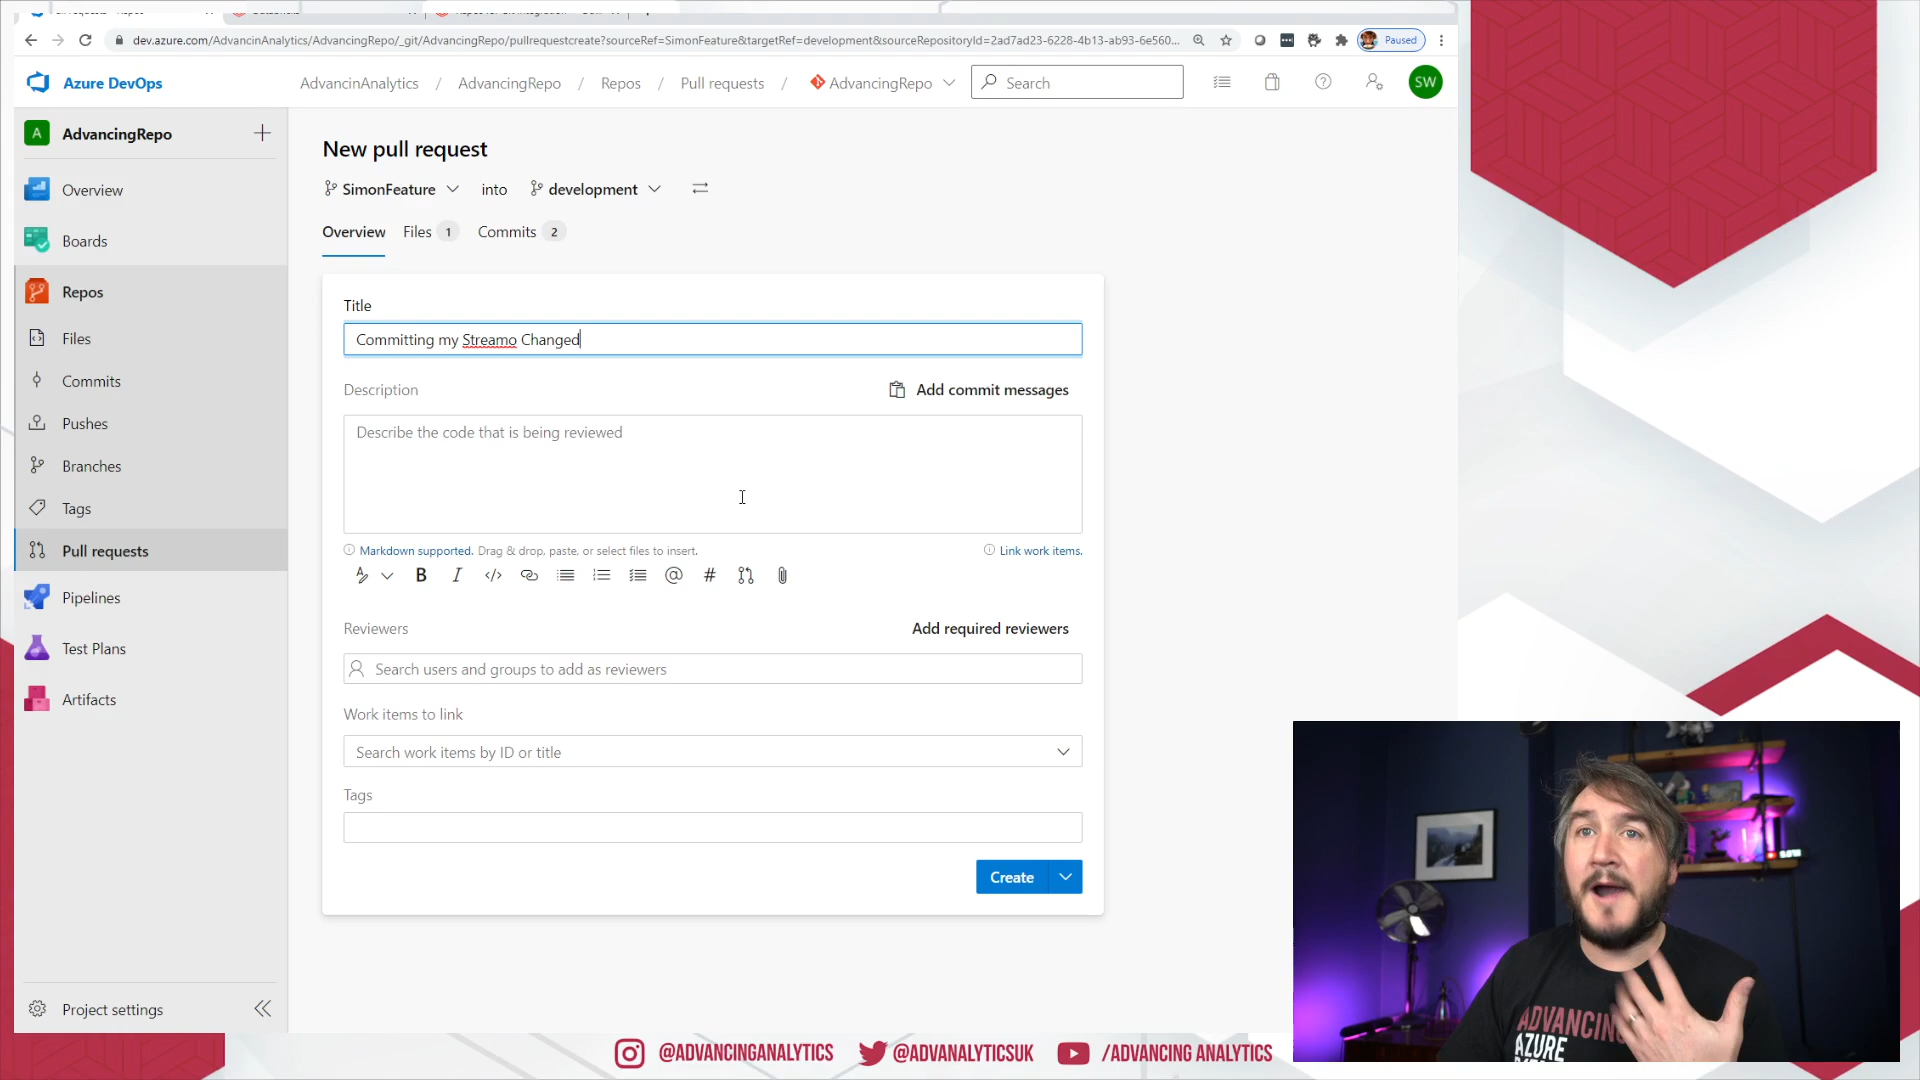 dev.azure.com/AdvancinAnalytics/AdvancingRepo/_git/AdvancingRepo/pullrequestcreate?sourceRef=SimonFeature&targetRef=development&sourceRepositoryId=2ad7ad23-6228-4b13-ab93-6e560... Paused
Azure DevOps AdvancinAnalytics / AdvancingRepo / Repos / Pull requests / AdvancingRepo Search SW
A AdvancingRepo
Overview
Boards
Repos
Files
Commits
Pushes
Branches
Tags
Pull requests
Pipelines
Test Plans
Artifacts
Project settings
New pull request
SimonFeature into development
Overview Files 1 Commits 2
Title
Committing my Streamo Changed
Description Add commit messages
Describe the code that is being reviewed
Markdown supported. Drag & drop, paste, or select files to insert. Link work items.
B I </> @ #
Reviewers Add required reviewers
Search users and groups to add as reviewers
Work items to link
Search work items by ID or title
Tags
Create
ADVANCING
AZURE
@ADVANCINGANALYTICS @ADVANALYTICSUK /ADVANCING ANALYTICS